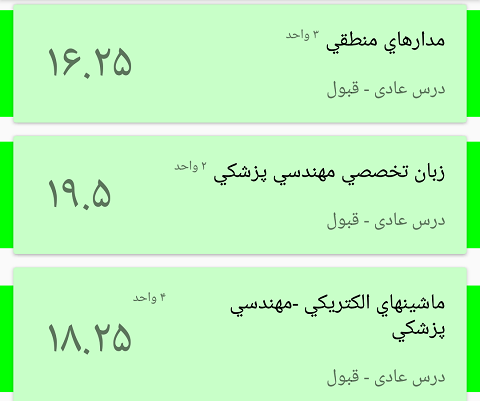 مدارهاي منطقي ۳ واحد
۱۶.۲۵
درس عادی - قبول
زبان تخصصي مهندسي پزشكي ۲ واحد
۱۹.۵
درس عادی - قبول
ماشينهاي الكتريكي -مهندسي ۴ واحد
پزشكي
۱۸.۲۵
درس عادی - قبول